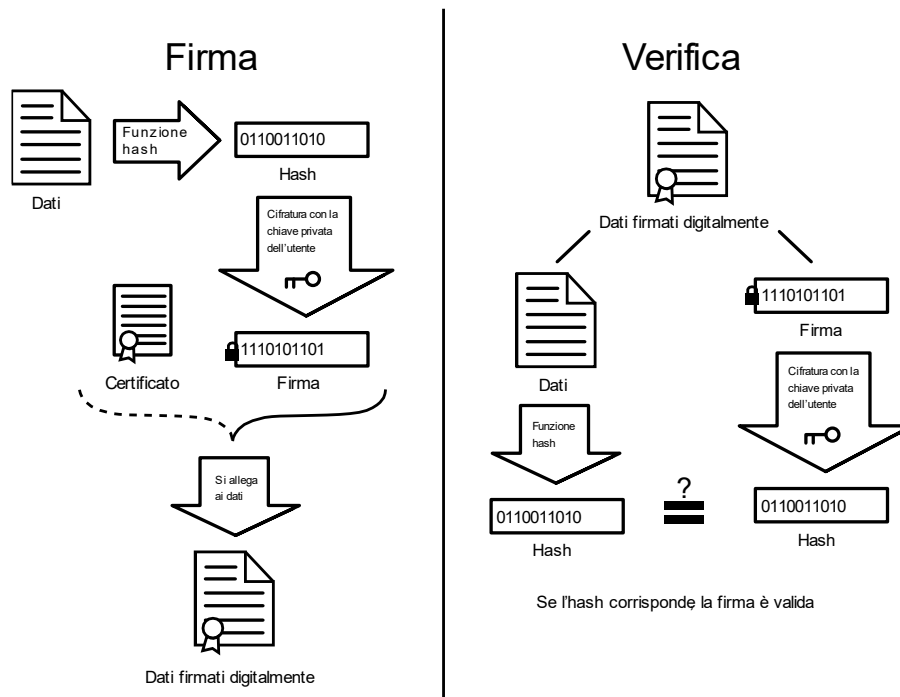 Firma
Funzione
hash
0110011010
Hash
Dati
Cifratura con la
chiave privata
dell'utente
1110101101
Certificato
Firma
Si allega
ai dati
Dati firmati digitalmente
Verifica
Dati firmati digitalmente
1110101101
Firma
Dati
Cifratura con la
chiave privata
dell'utente
Funzione
hash
?
0110011010
0110011010
Hash
Hash
Se l'hash corrisponde, la firma è valida